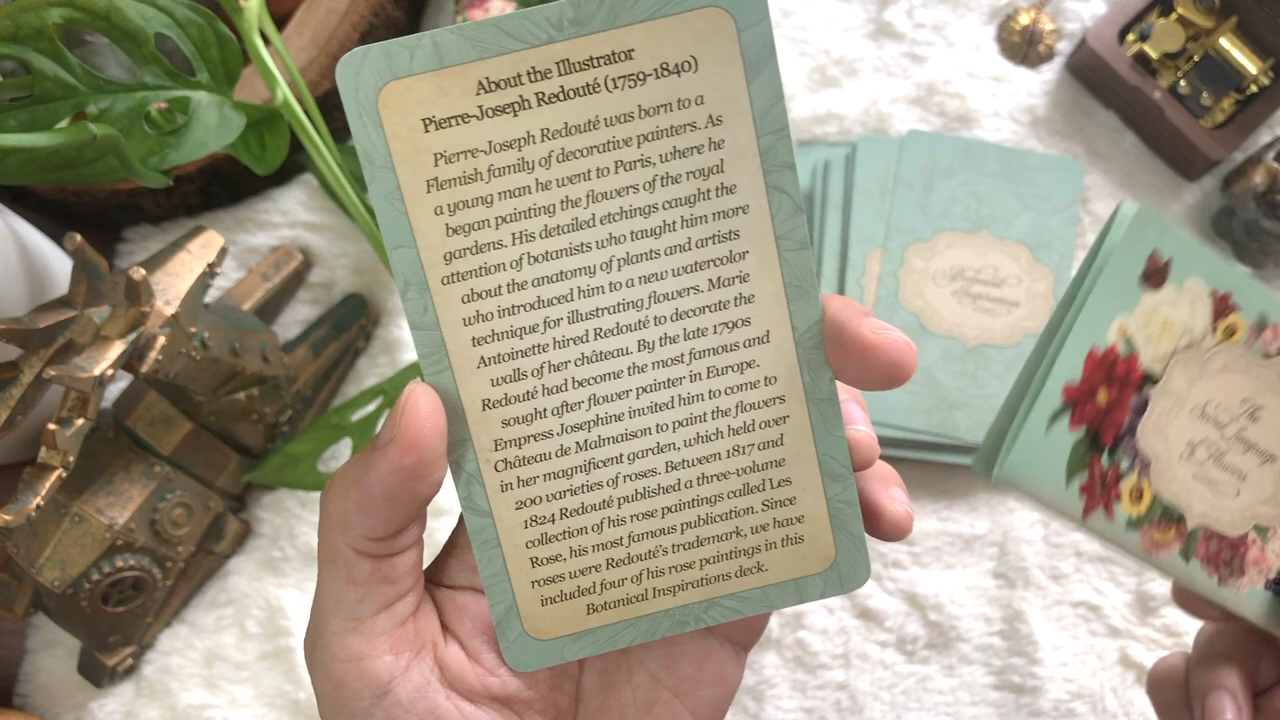 About the Illustrator
Pierre-Joseph Redouté (1759-1840)
Pierre-Joseph Redouté was born to a
Flemish family of decorative painters. As
a young man he went to Paris, where he
began painting the flowers of the royal
gardens. His detailed etchings caught the
attention of botanists who taught him more
about the anatomy of plants and artists
who introduced him to a new watercolor
technique for illustrating flowers. Marie
Antoinette hired Redouté to decorate the
walls of her château. By the late 1790s
Redouté had become the most famous and
sought after flower painter in Europe.
Empress Josephine invited him to come to
Château de Malmaison to paint the flowers
in her magnificent garden, which held over
200 varieties of roses. Between 1817 and
1824 Redouté published a three-volume
collection of his rose paintings called Les
Rose, his most famous publication. Since
roses were Redouté's trademark, we have
included four of his rose paintings in this
Botanical Inspirations deck.
Botanical
Inspirations
The
Secret Language
of Flowers